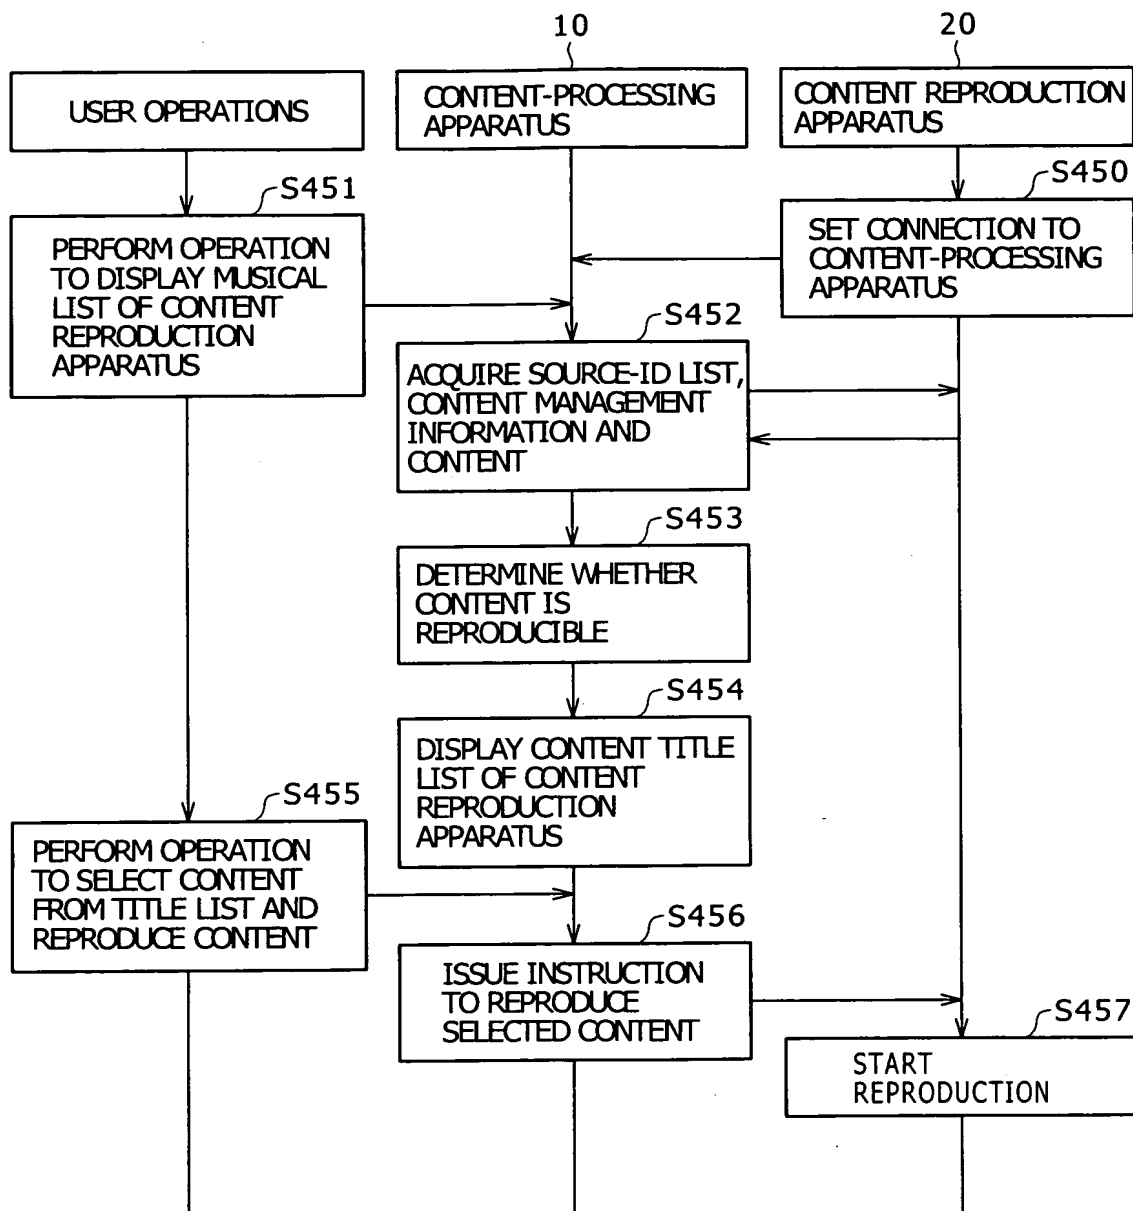 10
20
USER OPERATIONS
CONTENT-PROCESSING
APPARATUS
CONTENT REPRODUCTION
APPARATUS
S451
S450
PERFORM OPERATION
TO DISPLAY MUSICAL
LIST OF CONTENT
REPRODUCTION
APPARATUS
SET CONNECTION TO
CONTENT-PROCESSING
APPARATUS
S452
ACQUIRE SOURCE-ID LIST,
CONTENT MANAGEMENT
INFORMATION AND
CONTENT
S453
DETERMINE WHETHER
CONTENT IS
REPRODUCIBLE
S454
DISPLAY CONTENT TITLE
LIST OF CONTENT
REPRODUCTION
APPARATUS
S455
PERFORM OPERATION
TO SELECT CONTENT
FROM TITLE LIST AND
REPRODUCE CONTENT
S456
ISSUE INSTRUCTION
TO REPRODUCE
SELECTED CONTENT
S457
START
REPRODUCTION